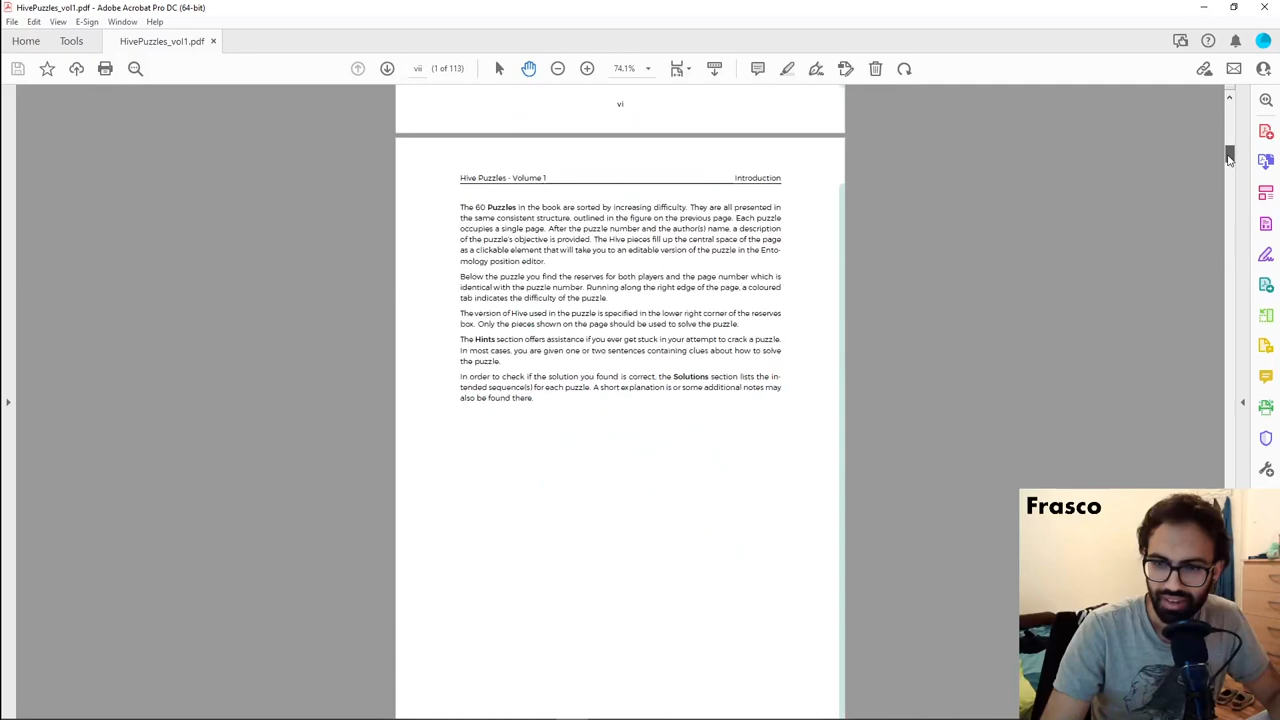 HivePuzzles_vol1.pdf - Adobe Acrobat Pro DC (64-bit)
File Edit View E-Sign Window Help
Home Tools HivePuzzles_vol1.pdf ×
vii (1 of 113) 74.1%
vi
Hive Puzzles - Volume 1 Introduction
The 60 Puzzles in the book are sorted by increasing difficulty. They are all presented in
the same consistent structure, outlined in the figure on the previous page. Each puzzle
occupies a single page. After the puzzle number and the author(s) name, a description
of the puzzle's objective is provided. The Hive pieces fill up the central space of the page
as a clickable element that will take you to an editable version of the puzzle in the Ento-
mology position editor.
Below the puzzle you find the reserves for both players and the page number which is
identical with the puzzle number. Running along the right edge of the page, a coloured
tab indicates the difficulty of the puzzle.
The version of Hive used in the puzzle is specified in the lower right corner of the reserves
box. Only the pieces shown on the page should be used to solve the puzzle.
The Hints section offers assistance if you ever get stuck in your attempt to crack a puzzle.
In most cases, you are given one or two sentences containing clues about how to solve
the puzzle.
In order to check if the solution you found is correct, the Solutions section lists the in-
tended sequence(s) for each puzzle. A short explanation is or some additional notes may
also be found there.
Frasco